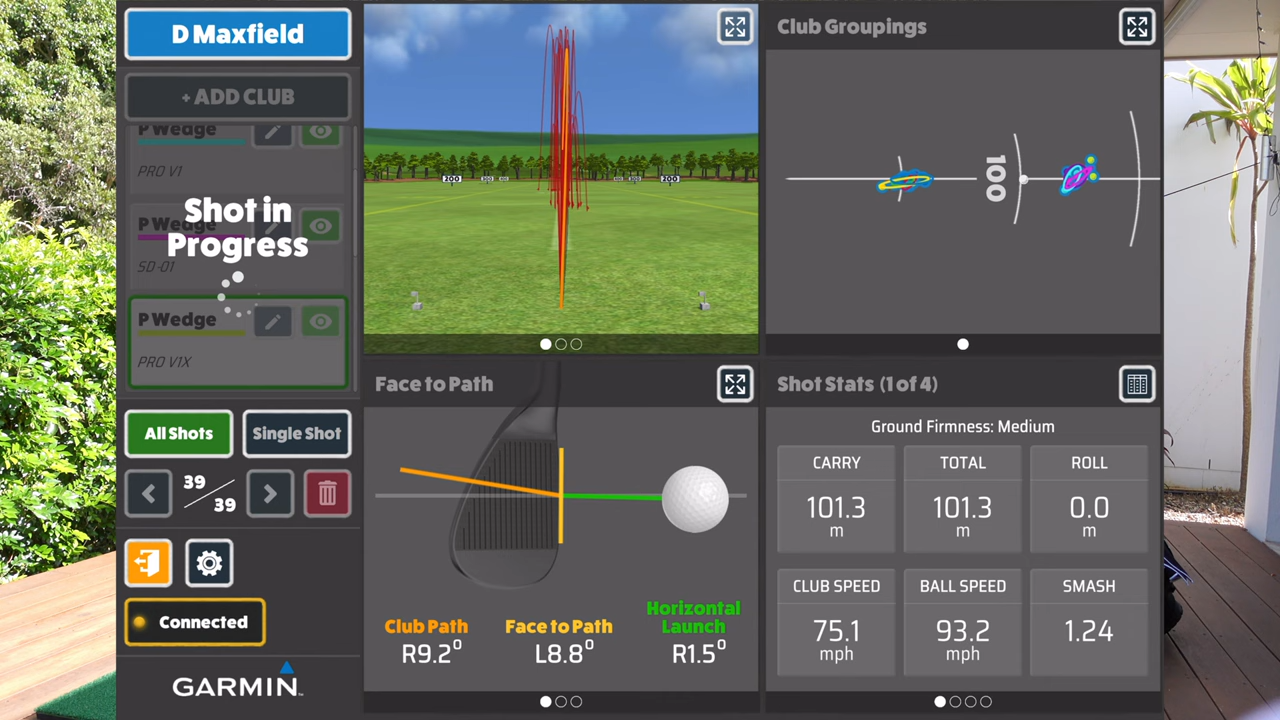 D Maxfield
+ ADD CLUB
P Wedge
PRO V1
P Wedge
SD-01
Shot in
Progress
P Wedge
PRO V1X
All Shots
Single Shot
39
39
Connected
GARMIN
200
200
Club Groupings
100
Face to Path
Club Path
R9.2°
Face to Path
L8.8°
Horizontal
Launch
R1.5°
Shot Stats (1 of 4)
Ground Firmness: Medium
CARRY
101.3
m
TOTAL
101.3
m
ROLL
0.0
m
CLUB SPEED
75.1
mph
BALL SPEED
93.2
mph
SMASH
1.24